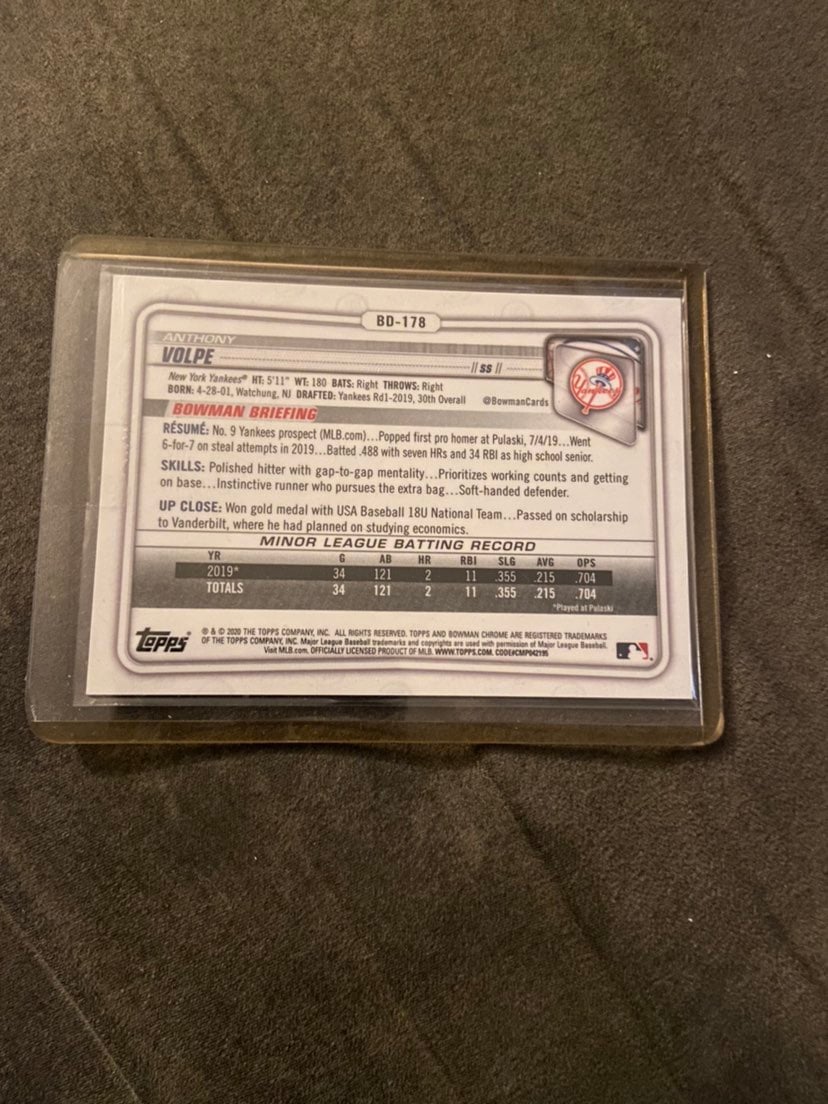 BD-178
ANTHONY
VOLPE
|| SS ||
New York Yankees® HT: 5'11" WT: 180 BATS: Right THROWS: Right
BORN: 4-28-01, Watchung, NJ DRAFTED: Yankees Rd1-2019, 30th Overall @BowmanCards
Yankees
BOWMAN BRIEFING
RÉSUMÉ: No. 9 Yankees prospect (MLB.com)...Popped first pro homer at Pulaski, 7/4/19...Went
6-for-7 on steal attempts in 2019...Batted .488 with seven HRs and 34 RBI as high school senior.
SKILLS: Polished hitter with gap-to-gap mentality...Prioritizes working counts and getting
on base...Instinctive runner who pursues the extra bag...Soft-handed defender.
UP CLOSE: Won gold medal with USA Baseball 18U National Team...Passed on scholarship
to Vanderbilt, where he had planned on studying economics.
MINOR LEAGUE BATTING RECORD
YR G AB HR RBI SLG AVG OPS
2019* 34 121 2 11 .355 .215 .704
TOTALS 34 121 2 11 .355 .215 .704
*Played at Pulaski
Topps
® & © 2020 THE TOPPS COMPANY, INC. ALL RIGHTS RESERVED. TOPPS AND BOWMAN CHROME ARE REGISTERED TRADEMARKS
OF THE TOPPS COMPANY, INC. Major League Baseball trademarks and copyrights are used with permission of Major League Baseball.
Visit MLB.com. OFFICIALLY LICENSED PRODUCT OF MLB. WWW.TOPPS.COM. CODE#CMP042195